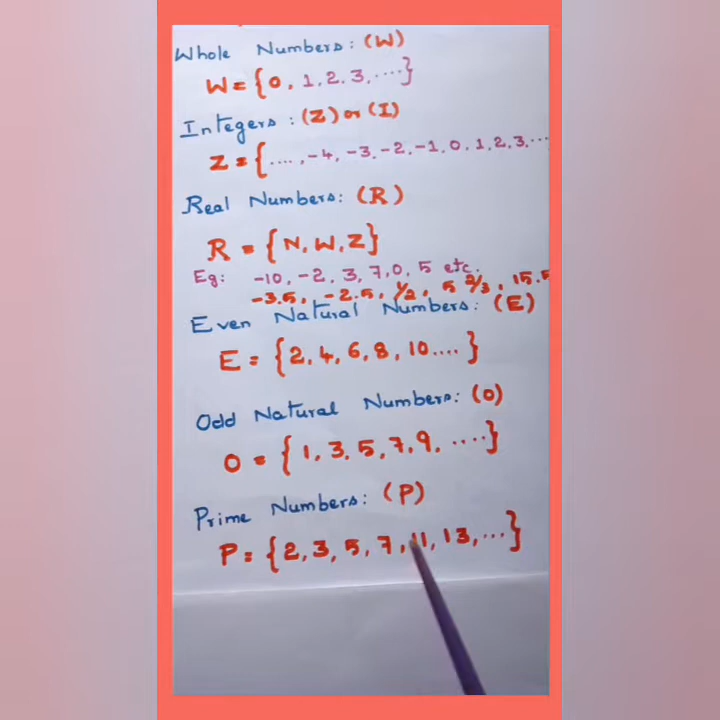 Whole Numbers: (W)
W = {0, 1, 2, 3, ....}
Integers : (Z) or (I)
Z = {...., -4, -3, -2, -1, 0, 1, 2, 3, ...
Real Numbers: (R)
R = {N, W, Z}
Eg: -10, -2, 3, 7, 0, 5 etc.
-3.5, -2.5, 1/2, 5 2/3, 15.5
Even Natural Numbers: (E)
E = {2, 4, 6, 8, 10....}
Odd Natural Numbers: (O)
O = {1, 3, 5, 7, 9, ....}
Prime Numbers: (P)
P = {2, 3, 5, 7, 11, 13, ...}